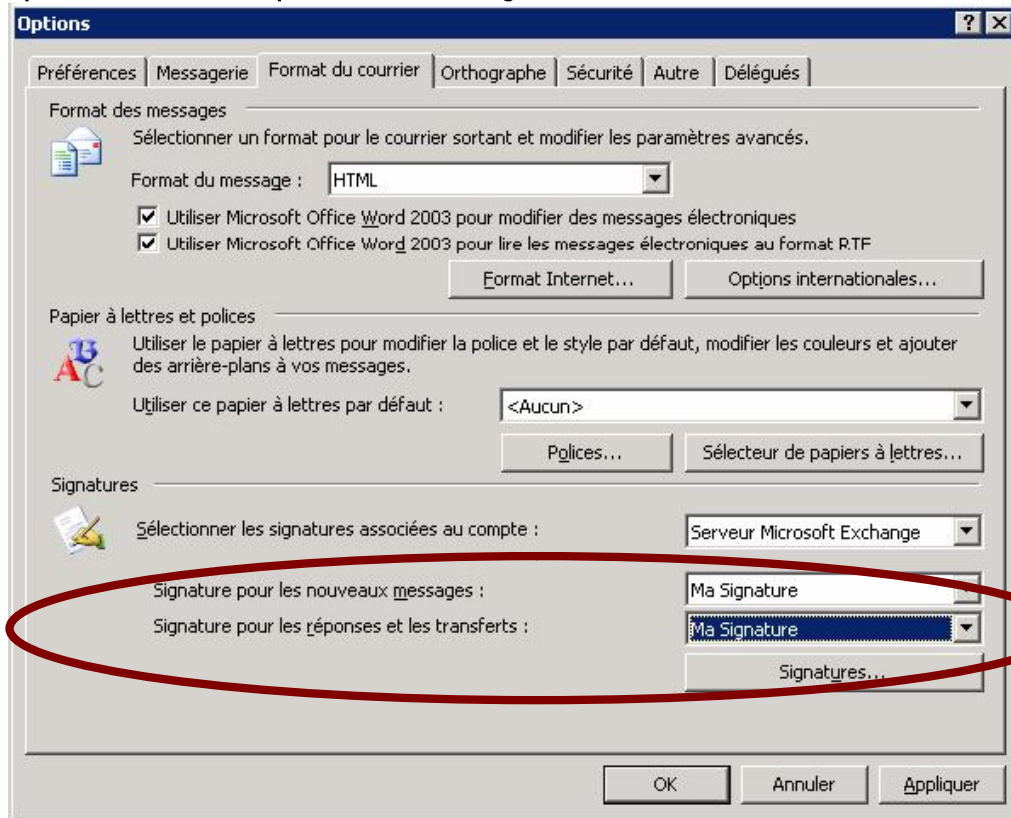 Options
Préférences Messagerie Format du courrier Orthographe Sécurité Autre Délégués
Format des messages
Sélectionner un format pour le courrier sortant et modifier les paramètres avancés.
Format du message : HTML
Utiliser Microsoft Office Word 2003 pour modifier des messages électroniques
Utiliser Microsoft Office Word 2003 pour lire les messages électroniques au format RTF
Format Internet... Options internationales...
Papier à lettres et polices
Utiliser le papier à lettres pour modifier la police et le style par défaut, modifier les couleurs et ajouter
des arrière-plans à vos messages.
Utiliser ce papier à lettres par défaut : <Aucun>
Polices... Sélecteur de papiers à lettres...
Signatures
Sélectionner les signatures associées au compte : Serveur Microsoft Exchange
Signature pour les nouveaux messages : Ma Signature
Signature pour les réponses et les transferts : Ma Signature
Signatures...
OK Annuler Appliquer